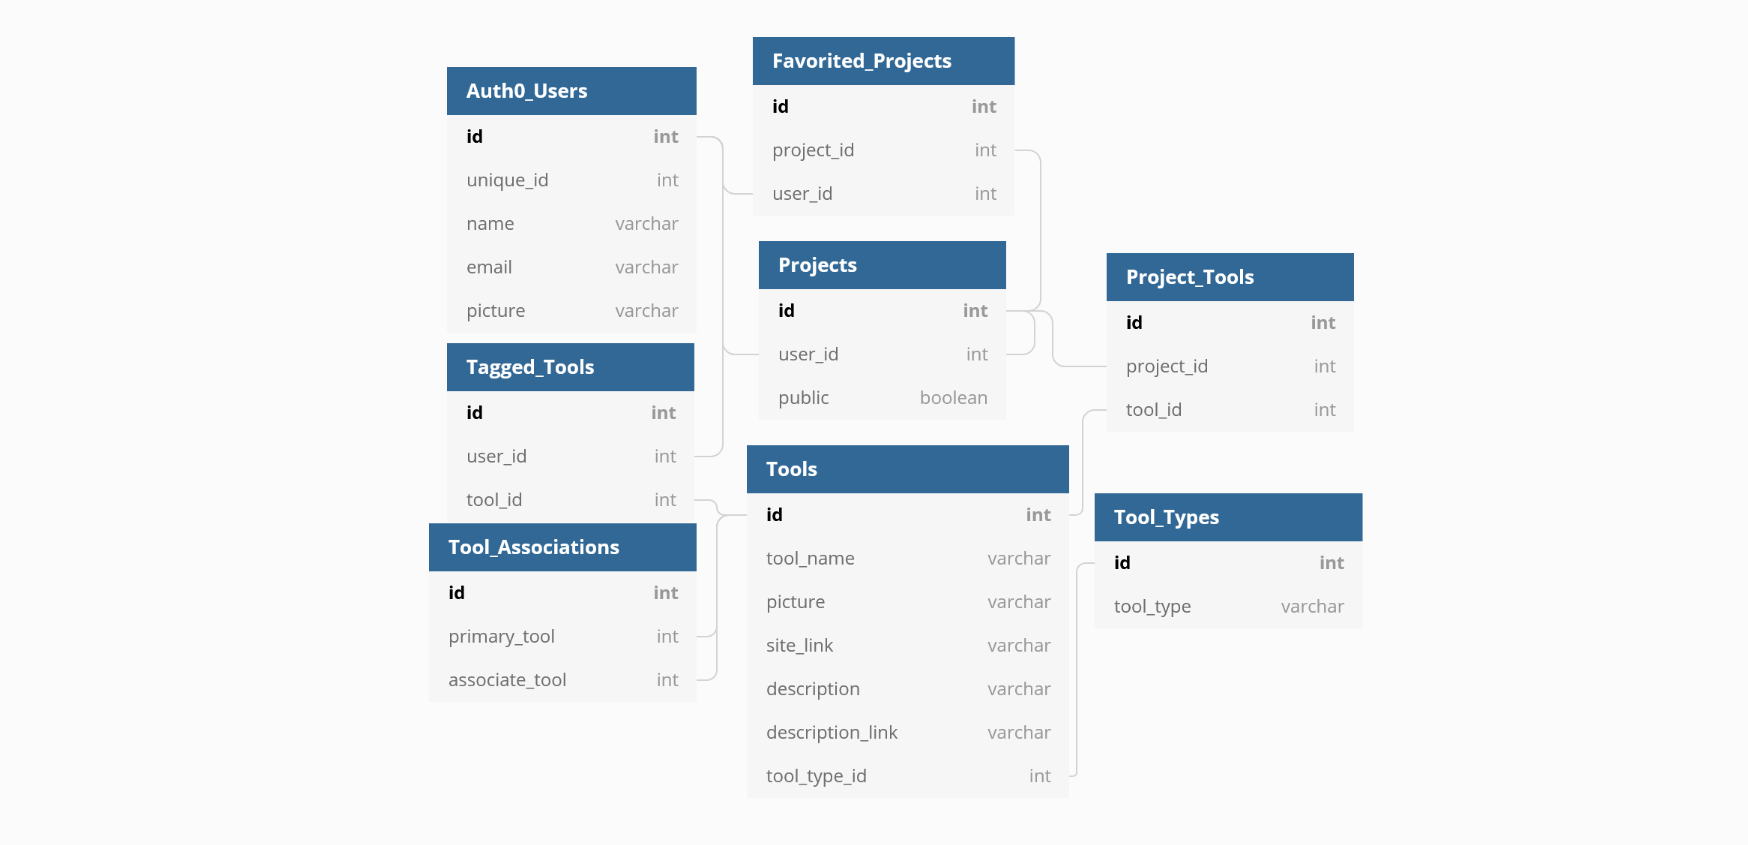 Auth0_Users
id int
unique_id int
name varchar
email varchar
picture varchar
Favorited_Projects
id int
project_id int
user_id int
Projects
id int
user_id int
public boolean
Project_Tools
id int
project_id int
tool_id int
Tagged_Tools
id int
user_id int
tool_id int
Tool_Associations
id int
primary_tool int
associate_tool int
Tools
id int
tool_name varchar
picture varchar
site_link varchar
description varchar
description_link varchar
tool_type_id int
Tool_Types
id int
tool_type varchar